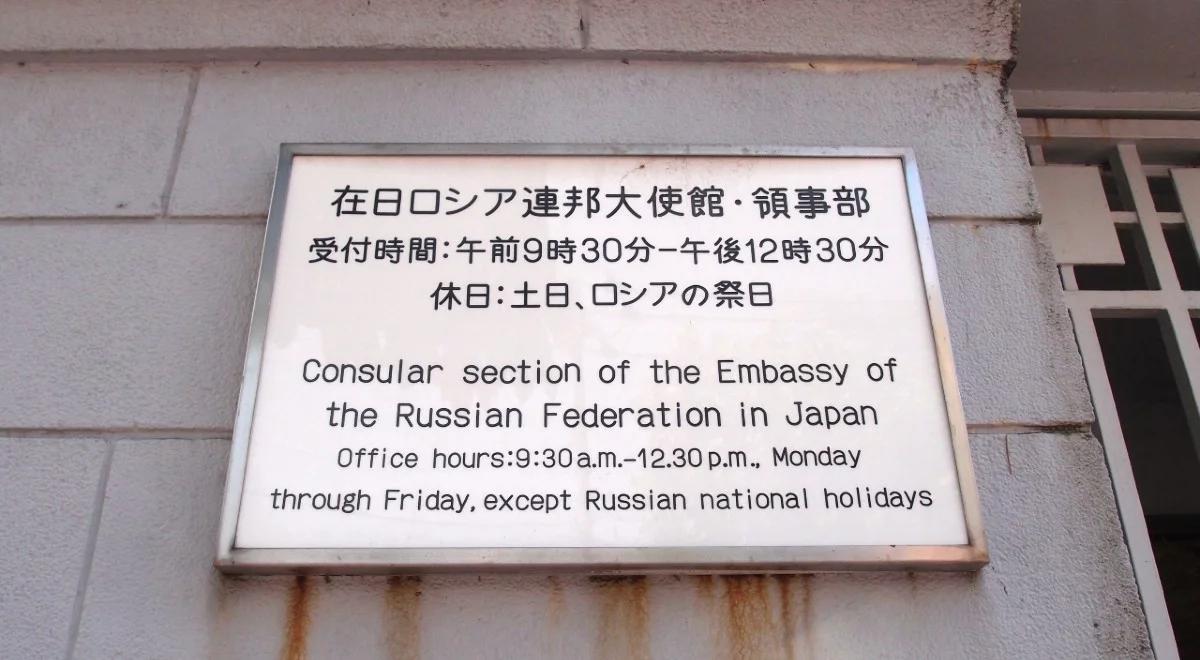 在日ロシア連邦大使館・領事部
受付時間：午前9時30分−午後12時30分
休日：土日、ロシアの祭日
Consular section of the Embassy of
the Russian Federation in Japan
Office hours:9:30a.m.–12.30p.m., Monday
through Friday, except Russian national holidays